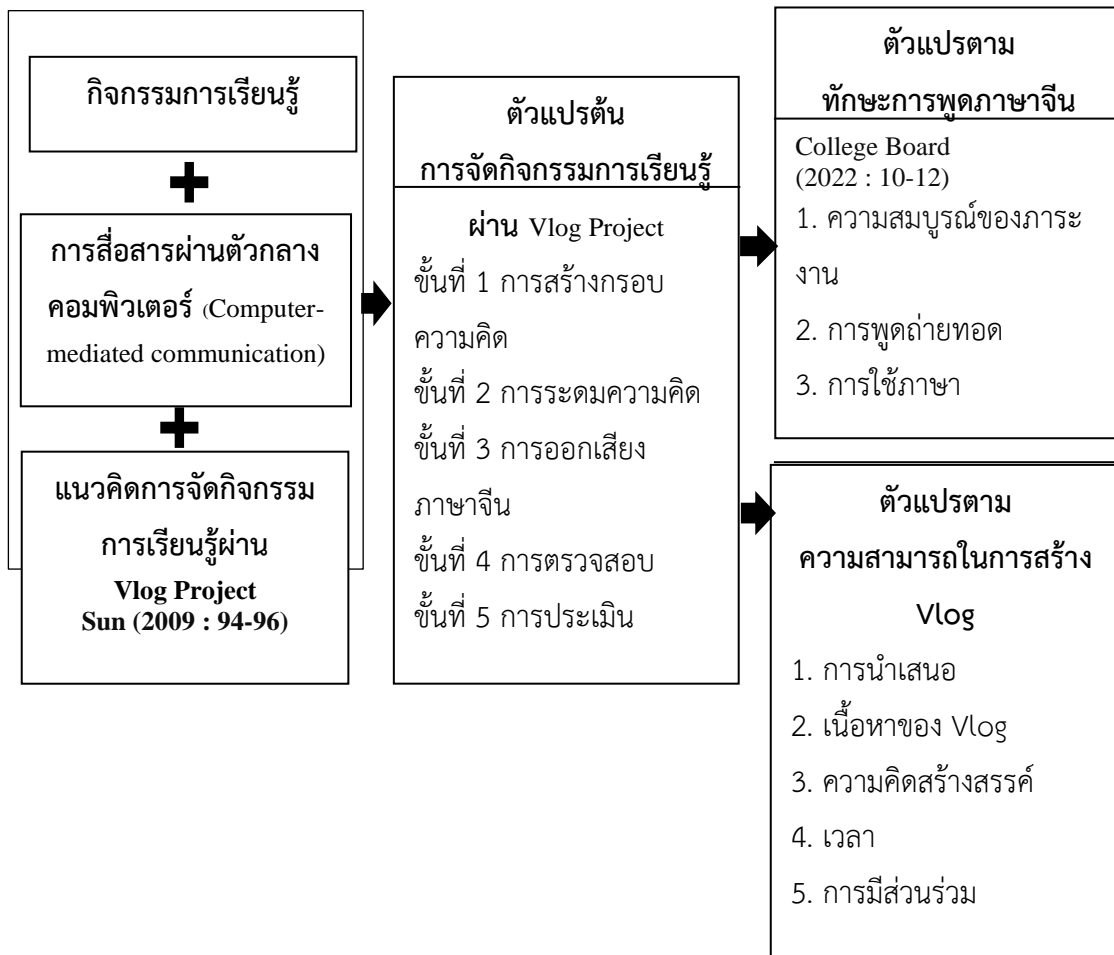 กิจกรรมการเรียนรู้
การสื่อสารผ่านตัวกลาง
คอมพิวเตอร์ (Computer-
mediated communication)
แนวคิดการจัดกิจกรรม
การเรียนรู้ผ่าน
Vlog Project
Sun (2009 : 94-96)
ตัวแปรต้น
การจัดกิจกรรมการเรียนรู้
ผ่าน Vlog Project
ขั้นที่ 1 การสร้างกรอบ
ความคิด
ขั้นที่ 2 การระดมความคิด
ขั้นที่ 3 การออกเสียง
ภาษาจีน
ขั้นที่ 4 การตรวจสอบ
ขั้นที่ 5 การประเมิน
ตัวแปรตาม
ทักษะการพูดภาษาจีน
College Board
(2022 : 10-12)
1. ความสมบูรณ์ของภาระ
งาน
2. การพูดถ่ายทอด
3. การใช้ภาษา
ตัวแปรตาม
ความสามารถในการสร้าง
Vlog
1. การนำเสนอ
2. เนื้อหาของ Vlog
3. ความคิดสร้างสรรค์
4. เวลา
5. การมีส่วนร่วม